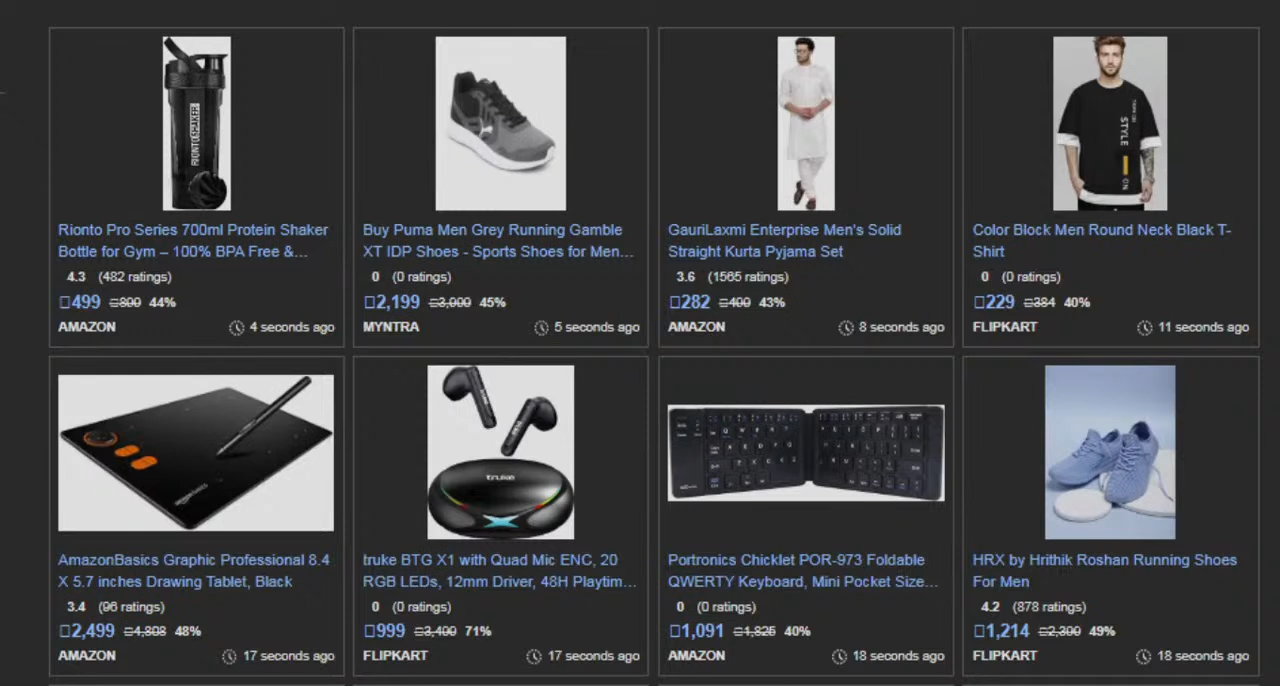 RIONTOSHAKER
STYLE
ON
Rionto Pro Series 700ml Protein Shaker
Bottle for Gym – 100% BPA Free &...
4.3 (482 ratings)
499 800 44%
AMAZON 4 seconds ago
Buy Puma Men Grey Running Gamble
XT IDP Shoes - Sports Shoes for Men...
0 (0 ratings)
2,199 3,000 45%
MYNTRA 5 seconds ago
GauriLaxmi Enterprise Men's Solid
Straight Kurta Pyjama Set
3.6 (1565 ratings)
282 400 43%
AMAZON 8 seconds ago
Color Block Men Round Neck Black T-
Shirt
0 (0 ratings)
229 384 40%
FLIPKART 11 seconds ago
truke
AmazonBasics Graphic Professional 8.4
X 5.7 inches Drawing Tablet, Black
3.4 (96 ratings)
2,499 4,808 48%
AMAZON 17 seconds ago
truke BTG X1 with Quad Mic ENC, 20
RGB LEDs, 12mm Driver, 48H Playtim...
0 (0 ratings)
999 3,400 71%
FLIPKART 17 seconds ago
Portronics Chicklet POR-973 Foldable
QWERTY Keyboard, Mini Pocket Size...
0 (0 ratings)
1,091 1,825 40%
AMAZON 18 seconds ago
HRX by Hrithik Roshan Running Shoes
For Men
4.2 (878 ratings)
1,214 2,300 49%
FLIPKART 18 seconds ago